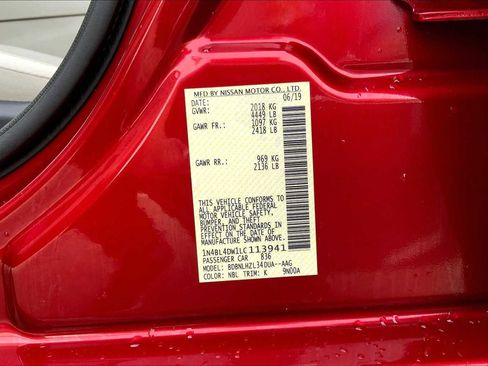 MFD BY NISSAN MOTOR CO., LTD.
DATE: 06/19
GVWR: 2018 KG
4449 LB
GAWR FR.: 1097 KG
2418 LB
GAWR RR.: 969 KG
2136 LB
THIS VEHICLE CONFORMS TO
ALL APPLICABLE FEDERAL
MOTOR VEHICLE SAFETY,
BUMPER, AND THEFT
PREVENTION STANDARDS IN
EFFECT ON THE DATE OF
MANUFACTURE SHOWN ABOVE.
1N4BL4DW1LC113941
PASSENGER CAR 836
MODEL: BDBNLHZL34DUA--AAG
COLOR: NBL TRIM: K 9N00A